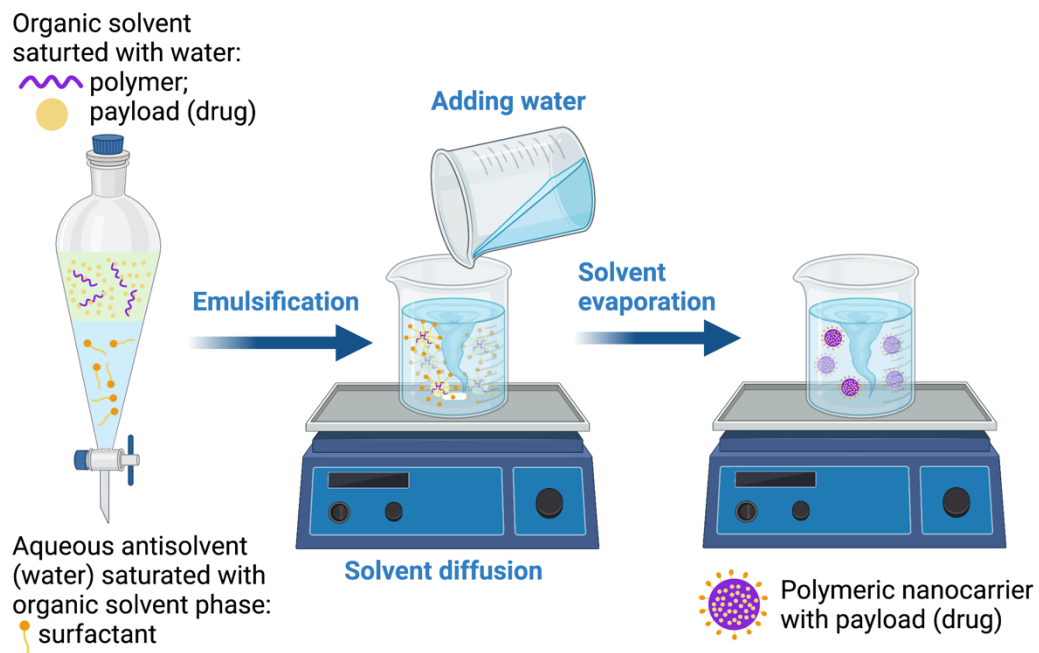 Organic solvent
saturted with water:
polymer;
payload (drug)
Adding water
Emulsification
Solvent
evaporation
Solvent diffusion
Aqueous antisolvent
(water) saturated with
organic solvent phase:
surfactant
Polymeric nanocarrier
with payload (drug)